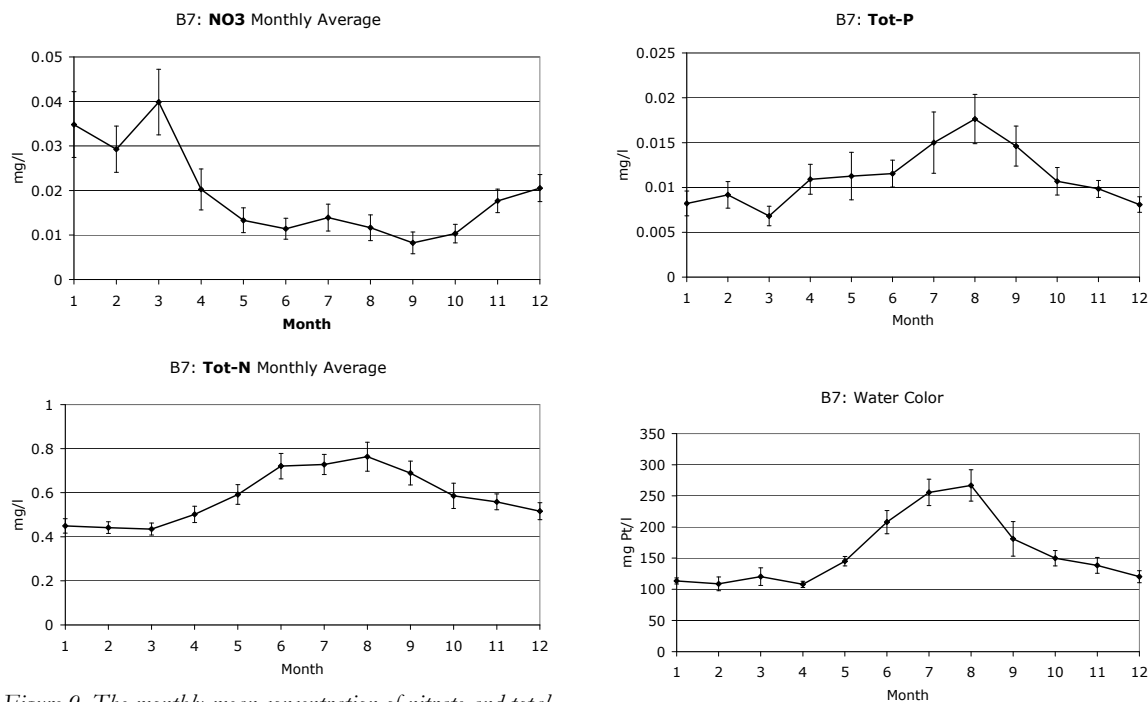 B7: NO3 Monthly Average
0.05
0.04
0.03
0.02
0.01
0
mg/l
1 2 3 4 5 6 7 8 9 10 11 12
Month
B7: Tot-P
0.025
0.02
0.015
0.01
0.005
0
mg/l
1 2 3 4 5 6 7 8 9 10 11 12
Month
B7: Tot-N Monthly Average
1
0.8
0.6
0.4
0.2
0
mg/l
1 2 3 4 5 6 7 8 9 10 11 12
Month
B7: Water Color
350
300
250
200
150
100
50
0
mg Pt/l
1 2 3 4 5 6 7 8 9 10 11 12
Month
Figure 9. The monthly mean concentration of nitrate and total